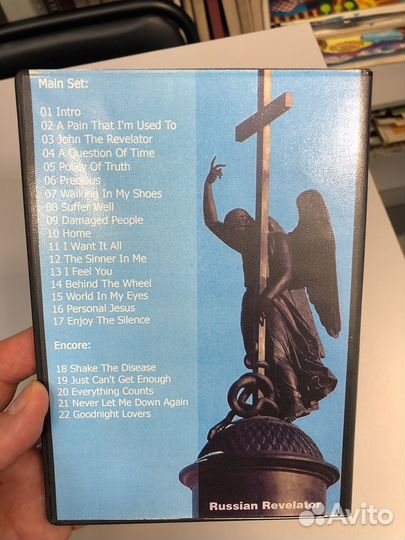 Main Set:
01 Intro
02 A Pain That I'm Used To
03 John The Revelator
04 A Question Of Time
05 Policy Of Truth
06 Precious
07 Walking In My Shoes
08 Suffer Well
09 Damaged People
10 Home
11 I Want It All
12 The Sinner In Me
13 I Feel You
14 Behind The Wheel
15 World In My Eyes
16 Personal Jesus
17 Enjoy The Silence
Encore:
18 Shake The Disease
19 Just Can't Get Enough
20 Everything Counts
21 Never Let Me Down Again
22 Goodnight Lovers
Russian Revelator
Avito